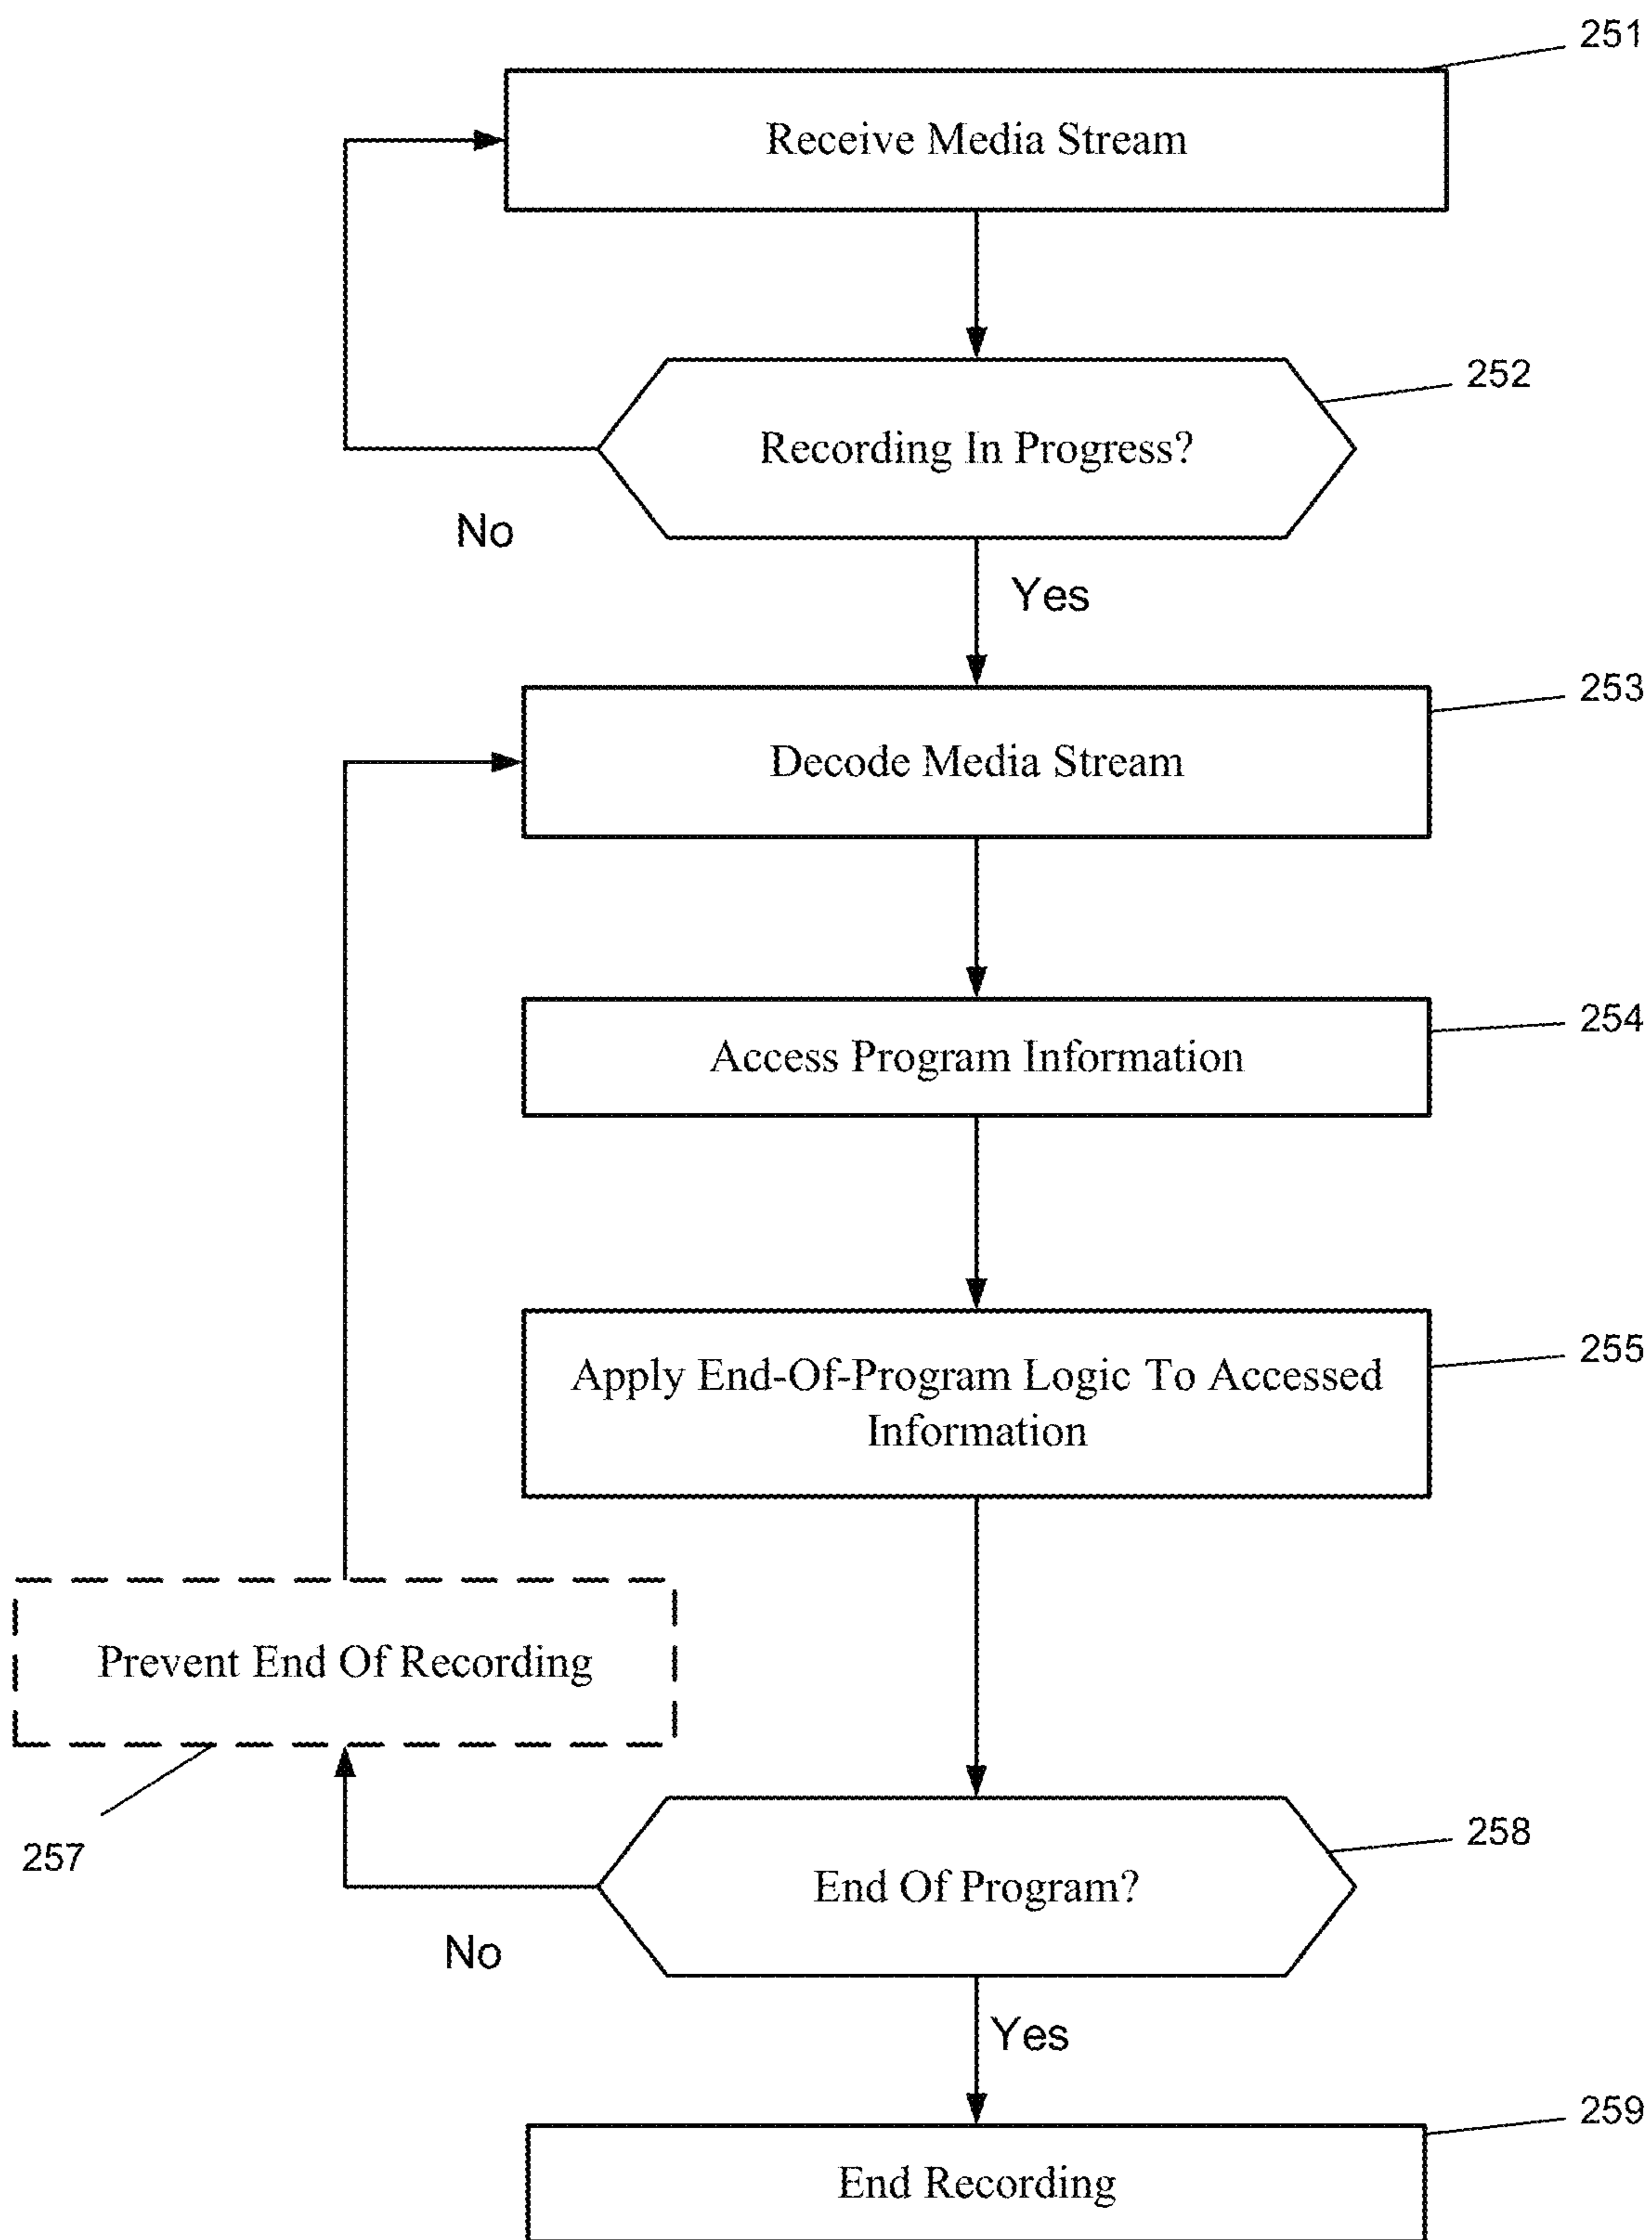 251
Receive Media Stream
252
Recording In Progress?
No
Yes
253
Decode Media Stream
254
Access Program Information
255
Apply End-Of-Program Logic To Accessed
Information
Prevent End Of Recording
257
258
End Of Program?
No
Yes
259
End Recording